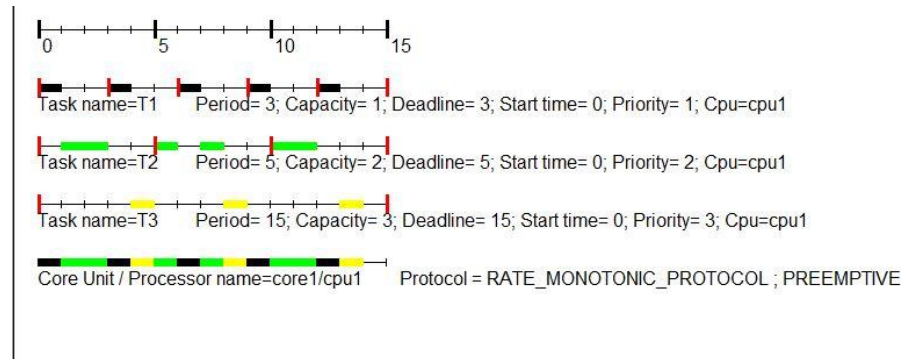 0 5 10 15
Task name=T1 Period= 3; Capacity= 1; Deadline= 3; Start time= 0; Priority= 1; Cpu=cpu1
Task name=T2 Period= 5; Capacity= 2; Deadline= 5; Start time= 0; Priority= 2; Cpu=cpu1
Task name=T3 Period= 15; Capacity= 3; Deadline= 15; Start time= 0; Priority= 3; Cpu=cpu1
Core Unit / Processor name=core1/cpu1 Protocol = RATE_MONOTONIC_PROTOCOL ; PREEMPTIVE